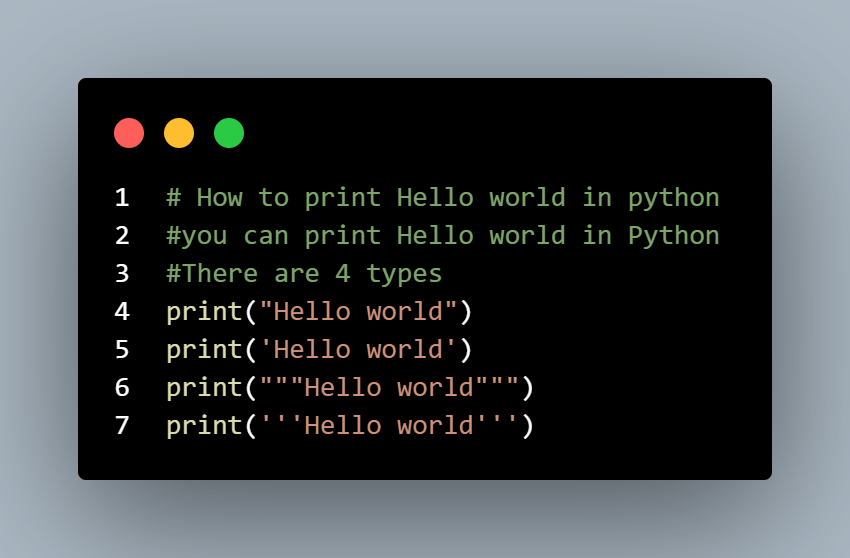 1 # How to print Hello world in python
2 #you can print Hello world in Python
3 #There are 4 types
4 print("Hello world")
5 print('Hello world')
6 print("""Hello world""")
7 print('''Hello world''')